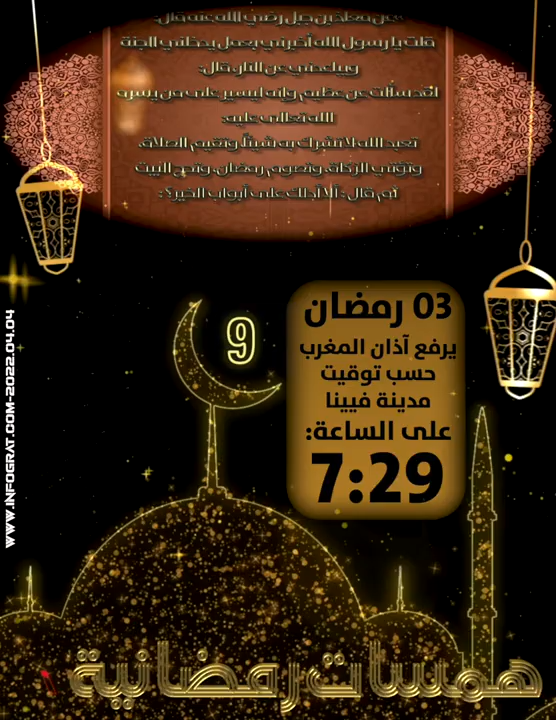 عن معاذ بن جبل رضي الله عنه قال:
قلت يا رسول الله أخبرني بعمل يدخلني الجنة
ويباعدني عن النار، قال:
لقد سألت عن عظيم وإنه ليسير على من يسره
الله تعالى عليه:
تعبد الله لا تشرك به شيئاً، وتقيم الصلاة،
وتؤتي الزكاة، وتصوم رمضان، وتحج البيت
ثم قال: ألا أدلك على أبواب الخير؟ :
03 رمضان
يرفع آذان المغرب
حسب توقيت
مدينة فيينا
على الساعة:
7:29
9
WWW.INFOGRAT.COM-2022.04.04
همسات رمضانية